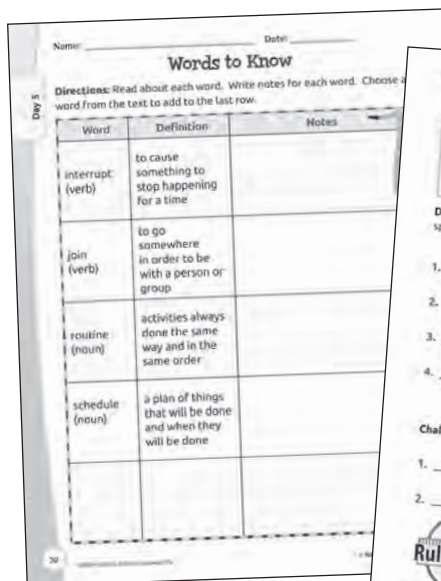 Name: Date:
Words to Know
Day 5
Directions: Read about each word. Write notes for each word. Choose a
word from the text to add to the last row.
Word Definition Notes
interrupt (verb) to cause
something to
stop happening
for a time
join (verb) to go
somewhere
in order to be
with a person or
group
routine (noun) activities always
done the same
way and in the
same order
schedule (noun) a plan of things
that will be done
and when they
will be done
D
sp
1.
2.
3.
4.
Chal
1.
2.
Rul